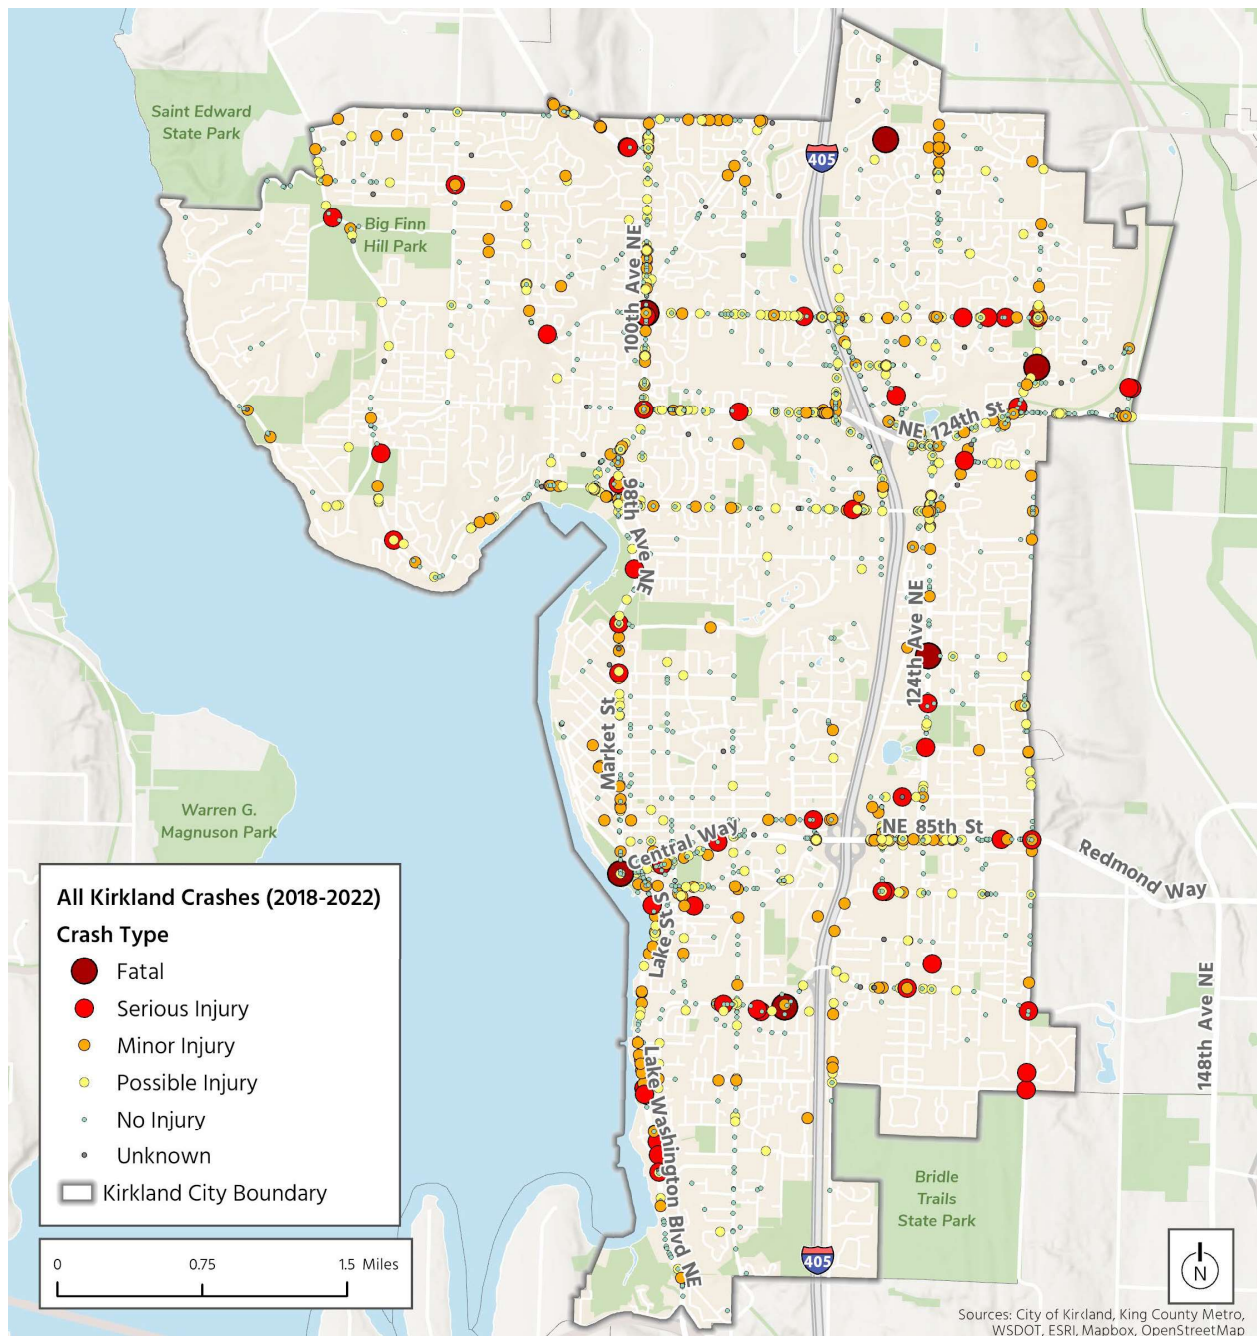 Saint Edward
State Park
405
Big Finn
Hill Park
100th Ave NE
NE 124th St
98th Ave NE
124th Ave NE
Market St
Warren G.
Magnuson Park
Central Way
NE 85th St
Redmond Way
Lake St S
148th Ave NE
Lake Washington Blvd NE
Bridle
Trails
State Park
405
All Kirkland Crashes (2018-2022)
Crash Type
Fatal
Serious Injury
Minor Injury
Possible Injury
No Injury
Unknown
Kirkland City Boundary
0 0.75 1.5 Miles
N
Sources: City of Kirkland, King County Metro,
WSDOT, ESRI, Mapbox, OpenStreetMap